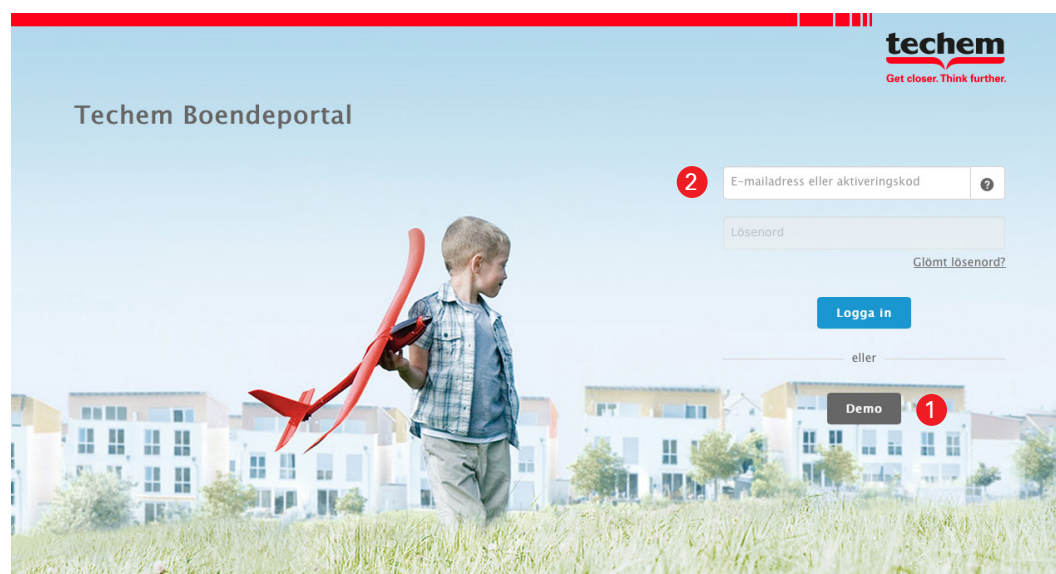 techem
Get closer. Think further.
Techem Boendeportal
2
E-mailadress eller aktiveringskod
?
Lösenord
Glömt lösenord?
Logga in
eller
Demo
1